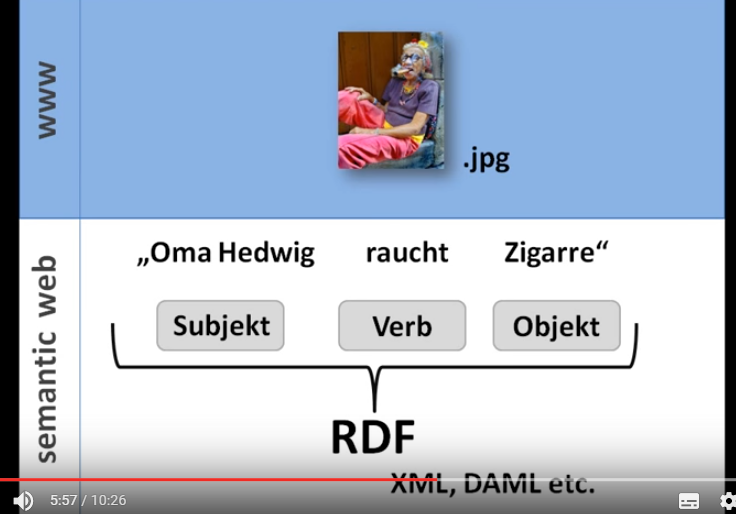 www
.jpg
semantic web
„Oma Hedwig raucht Zigarre“
Subjekt Verb Objekt
RDF
XML, DAML etc.
5:57 / 10:26